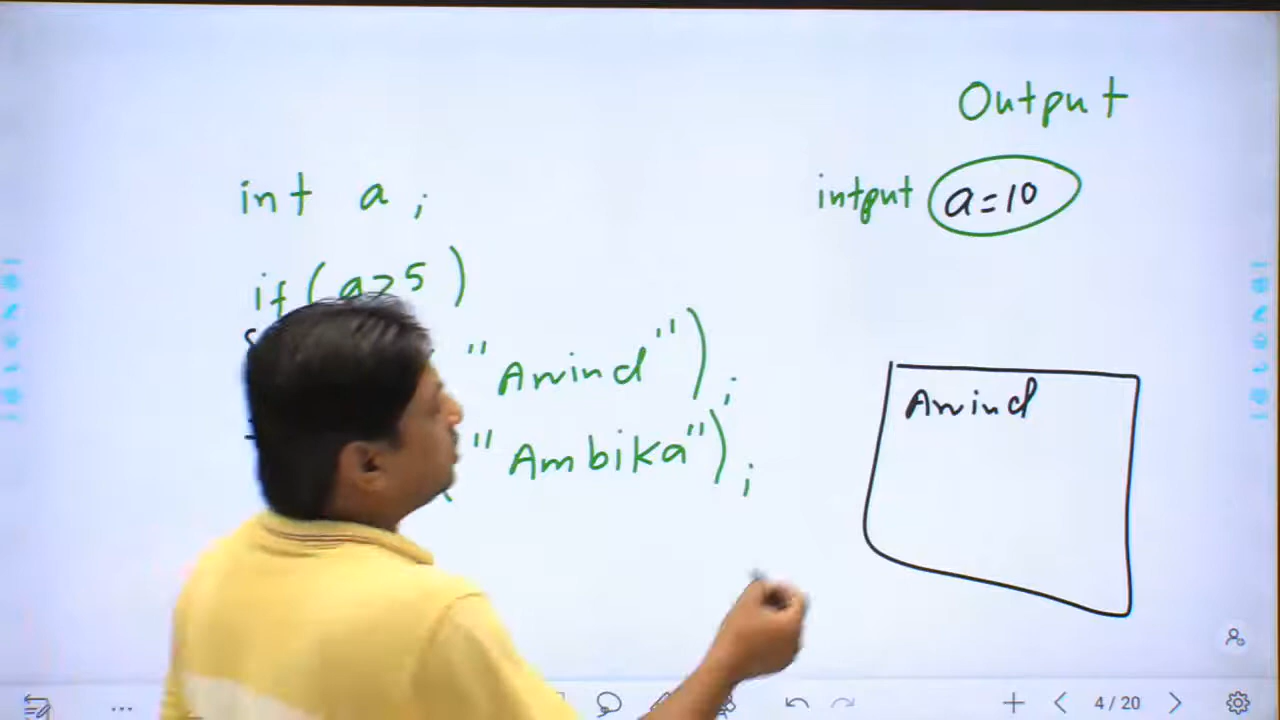 Output
int a ;
intput a=10
if ( a>5 )
"Arvind" ) ;
Arvind
"Ambika" ) ;
4/20